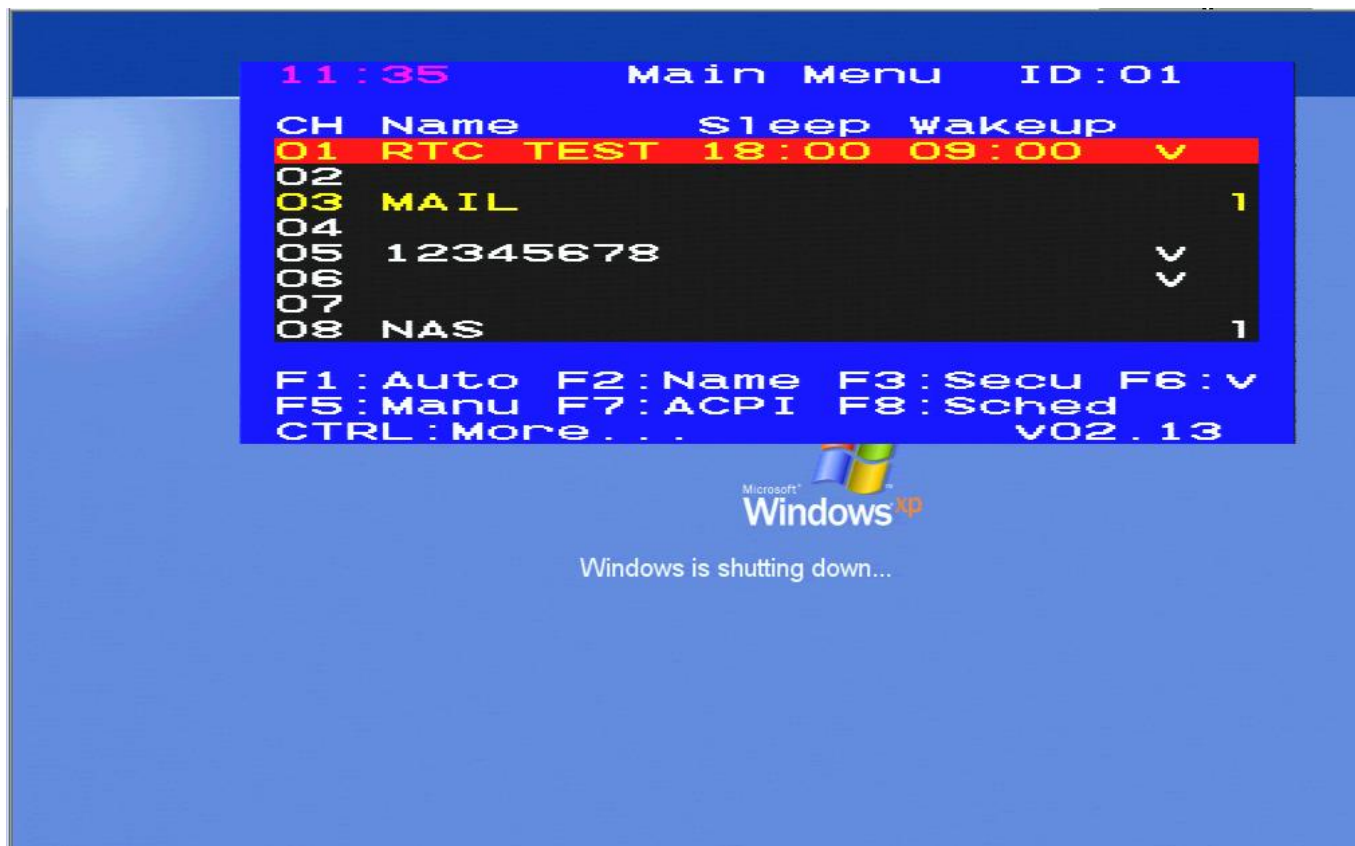 11:35 Main Menu ID:01
CH Name Sleep Wakeup
01 RTC TEST 18:00 09:00 v
02
03 MAIL 1
04
05 12345678 v
06 v
07
08 NAS 1
F1:Auto F2:Name F3:Secu F6:v
F5:Manu F7:ACPI F8:Sched
CTRL:More... v02.13
Microsoft®
Windows xp
Windows is shutting down...